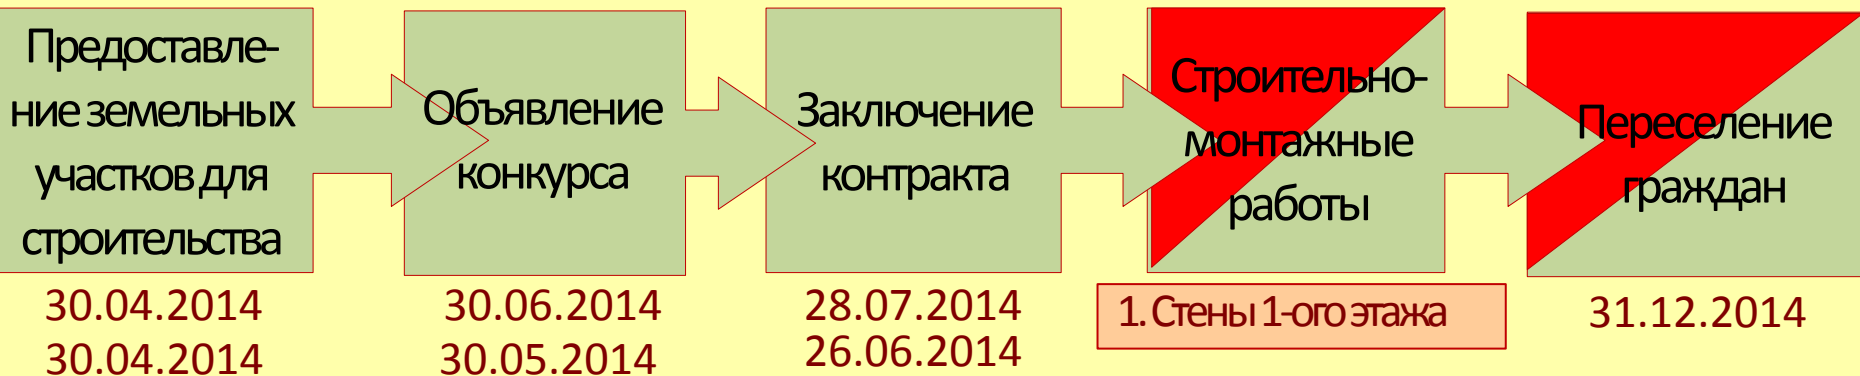 Предоставле-
ние земельных
участков для
строительства
30.04.2014
30.04.2014
Объявление
конкурса
30.06.2014
30.05.2014
Заключение
контракта
28.07.2014
26.06.2014
Строительно-
монтажные
работы
1. Стены 1-ого этажа
Переселение
граждан
31.12.2014